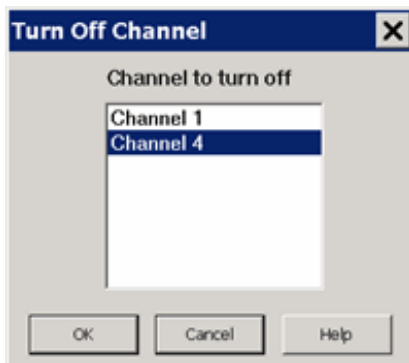 Turn Off Channel
Channel to turn off
Channel 1
Channel 4
OK Cancel Help